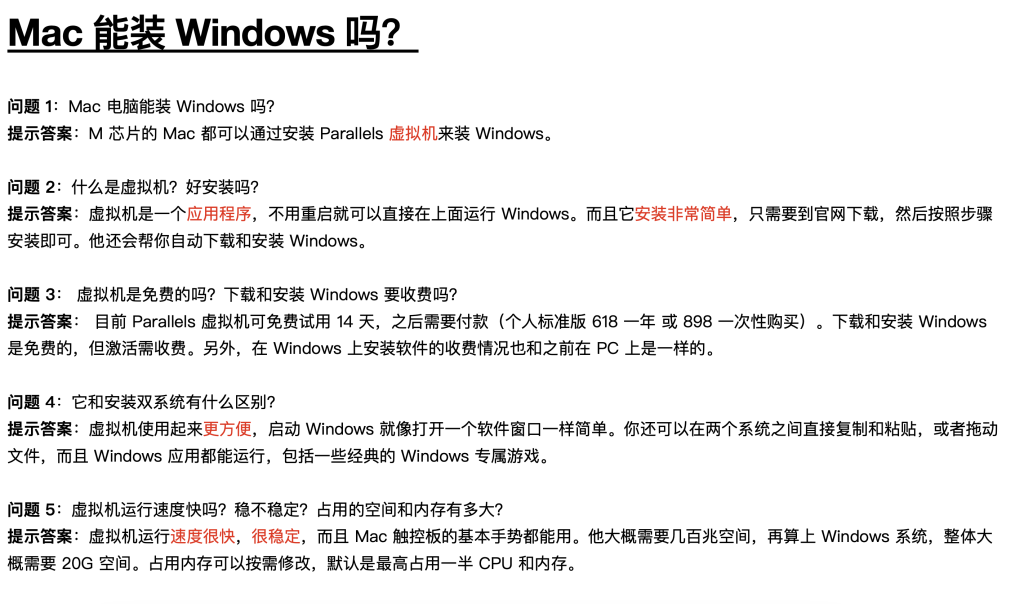 Mac 能装 Windows 吗？
问题 1：Mac 电脑能装 Windows 吗？
提示答案：M 芯片的 Mac 都可以通过安装 Parallels 虚拟机来装 Windows。
问题 2：什么是虚拟机？好安装吗？
提示答案：虚拟机是一个应用程序，不用重启就可以直接在上面运行 Windows。而且它安装非常简单，只需要到官网下载，然后按照步骤
安装即可。他还会帮你自动下载和安装 Windows。
问题 3： 虚拟机是免费的吗？下载和安装 Windows 要收费吗？
提示答案： 目前 Parallels 虚拟机可免费试用 14 天，之后需要付款（个人标准版 618 一年 或 898 一次性购买）。下载和安装 Windows
是免费的，但激活需收费。另外，在 Windows 上安装软件的收费情况也和之前在 PC 上是一样的。
问题 4：它和安装双系统有什么区别？
提示答案：虚拟机使用起来更方便，启动 Windows 就像打开一个软件窗口一样简单。你还可以在两个系统之间直接复制和粘贴，或者拖动
文件，而且 Windows 应用都能运行，包括一些经典的 Windows 专属游戏。
问题 5：虚拟机运行速度快吗？稳不稳定？占用的空间和内存有多大？
提示答案：虚拟机运行速度很快，很稳定，而且 Mac 触控板的基本手势都能用。他大概需要几百兆空间，再算上 Windows 系统，整体大
概需要 20G 空间。占用内存可以按需修改，默认是最高占用一半 CPU 和内存。